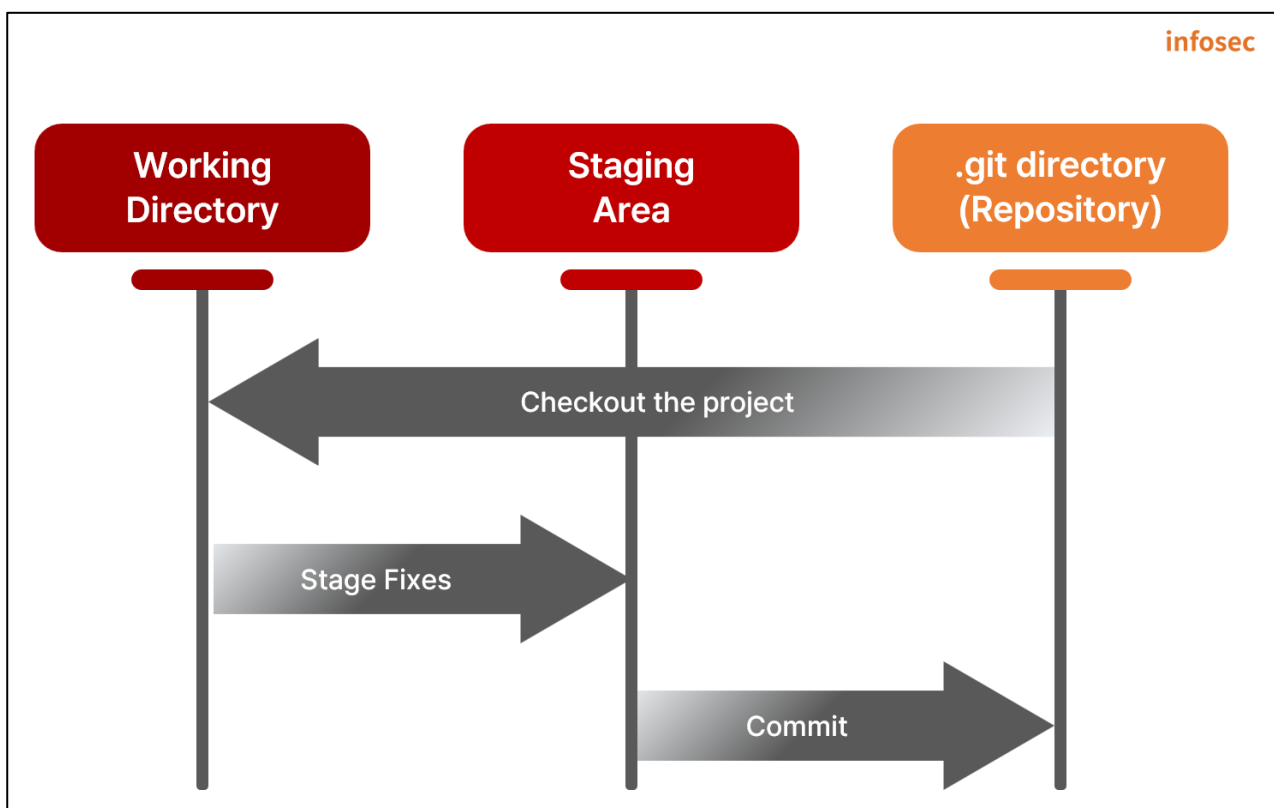 infosec
Working
Directory
Staging
Area
.git directory
(Repository)
Checkout the project
Stage Fixes
Commit